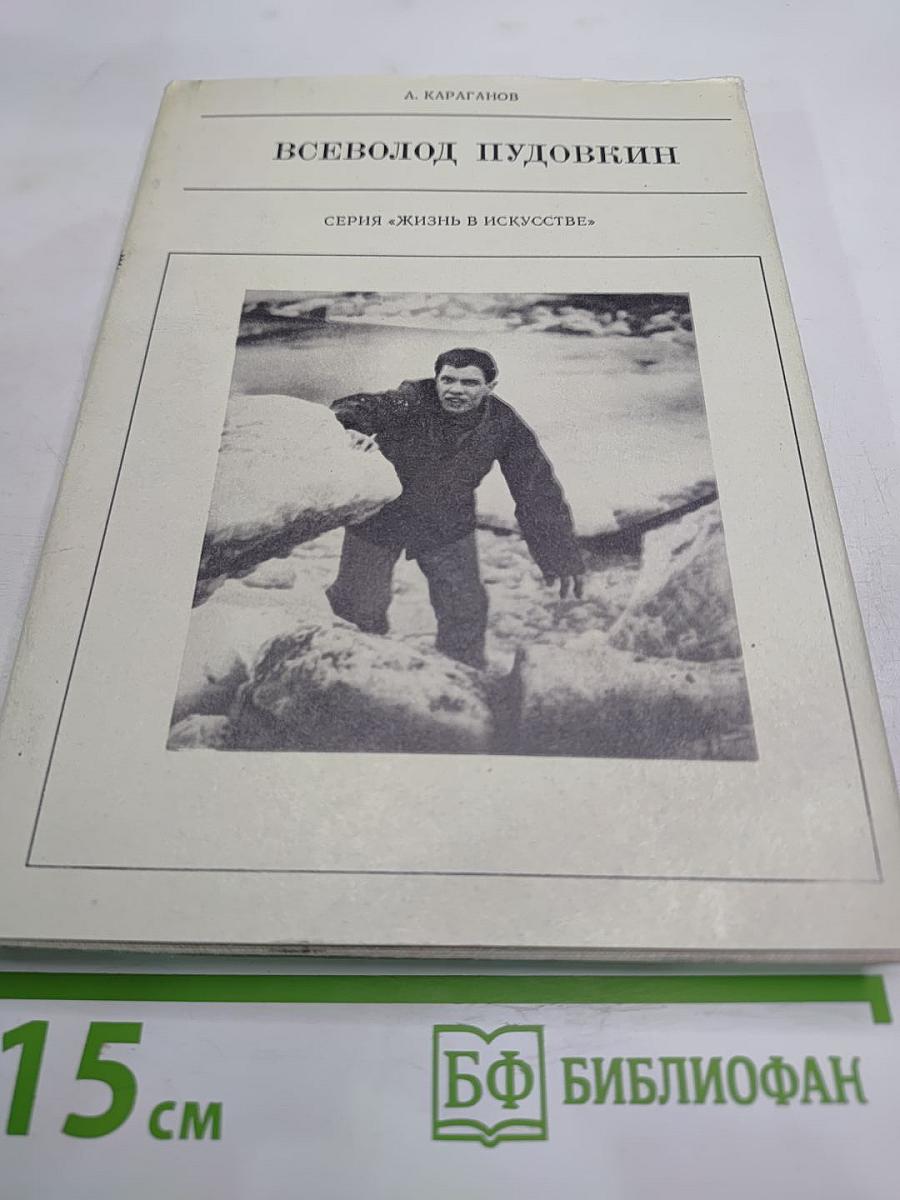 А. КАРАГАНОВ
ВСЕВОЛОД ПУДОВКИН
СЕРИЯ «ЖИЗНЬ В ИСКУССТВЕ»
15 см
БФ БИБЛИОФАН